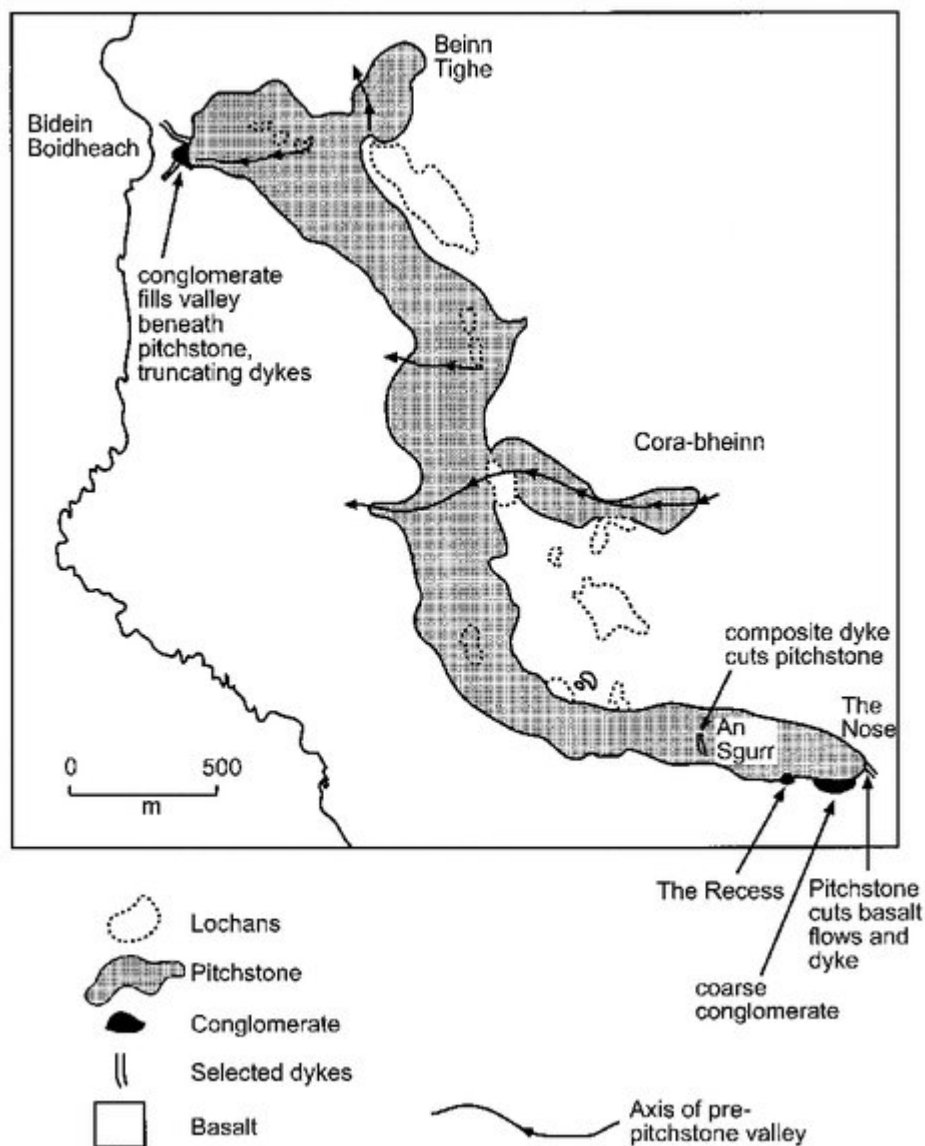 Beinn
Tighe
Bidein
Boidheach
conglomerate
fills valley
beneath
pitchstone,
truncating dykes
Cora-bheinn
composite dyke
cuts pitchstone
The
Nose
An
Sgurr
0 500
m
The Recess
Pitchstone
cuts basalt
flows and
dyke
coarse
conglomerate
Lochans
Pitchstone
Conglomerate
Selected dykes
Basalt
Axis of pre-
pitchstone valley